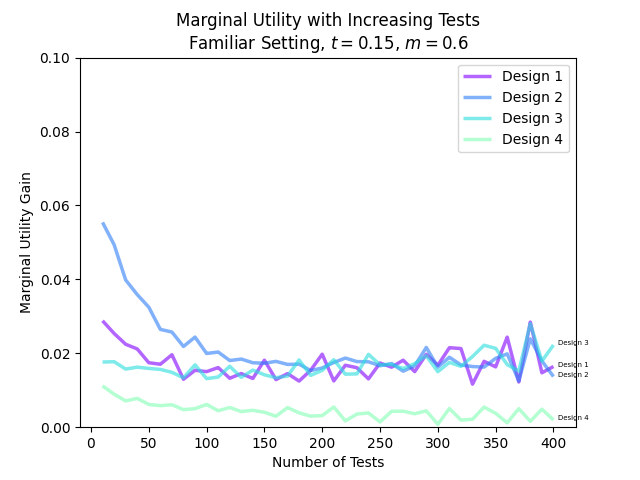 Marginal Utility with Increasing Tests
Familiar Setting, t = 0.15, m = 0.6
0.10
0.08
0.06
0.04
0.02
0.00
Marginal Utility Gain
Design 1
Design 2
Design 3
Design 4
Design 3
Design 1
Design 2
Design 4
0 50 100 150 200 250 300 350 400
Number of Tests